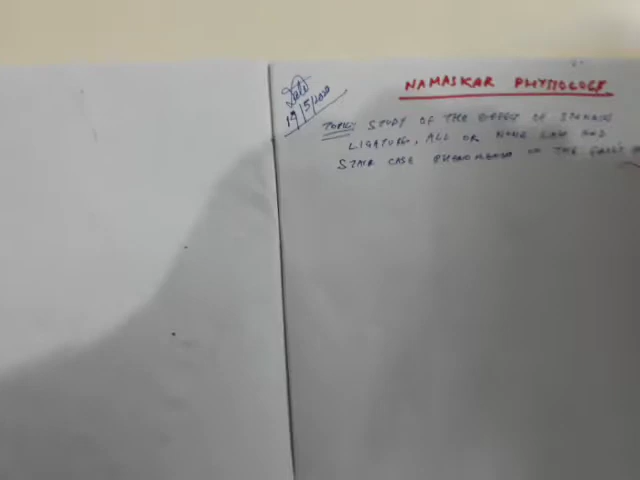 Date
19/5/2020
NAMASKAR PHYSIOLOGY
TOPIC: STUDY OF THE EFFECT OF STANNIUS
LIGATURE, ALL OR NONE LAW AND
STAIR CASE PHENOMENON IN THE